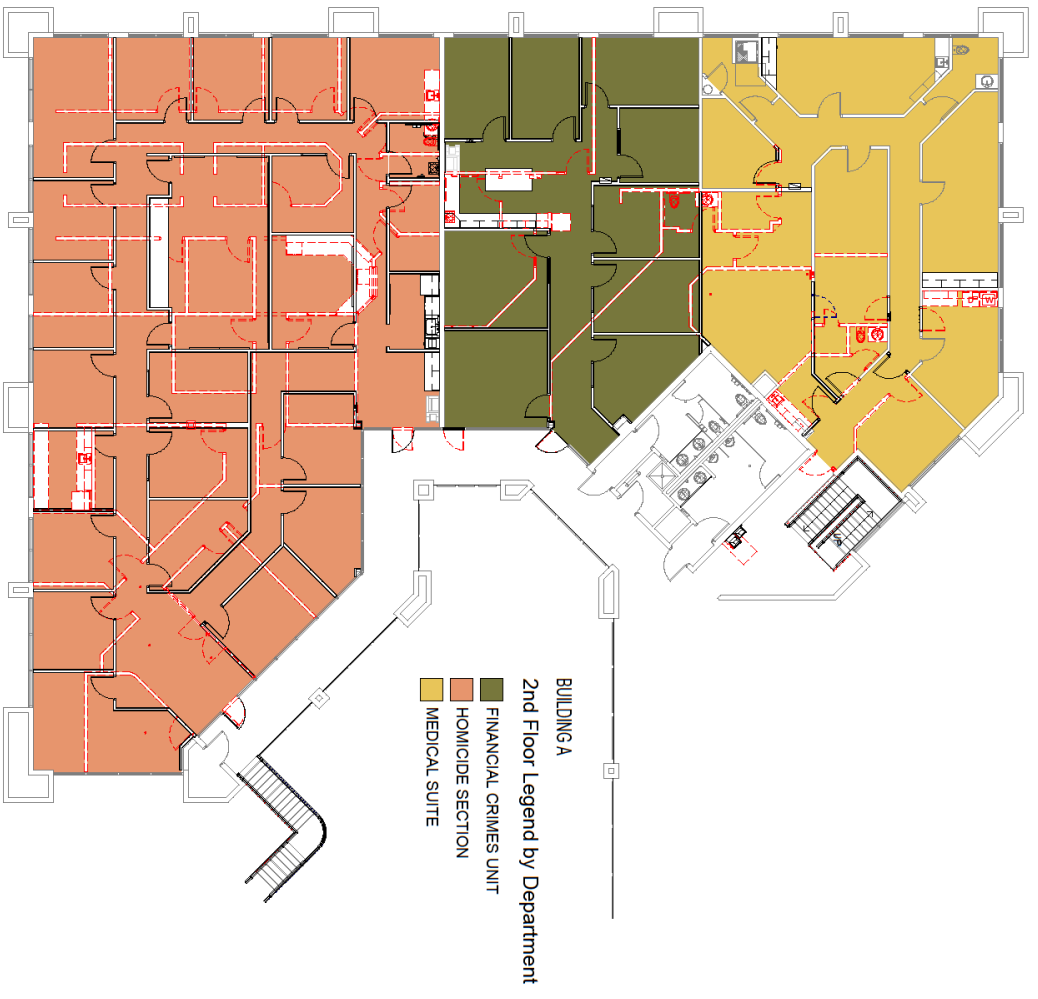 BUILDING A
2nd Floor Legend by Department
FINANCIAL CRIMES UNIT
HOMICIDE SECTION
MEDICAL SUITE